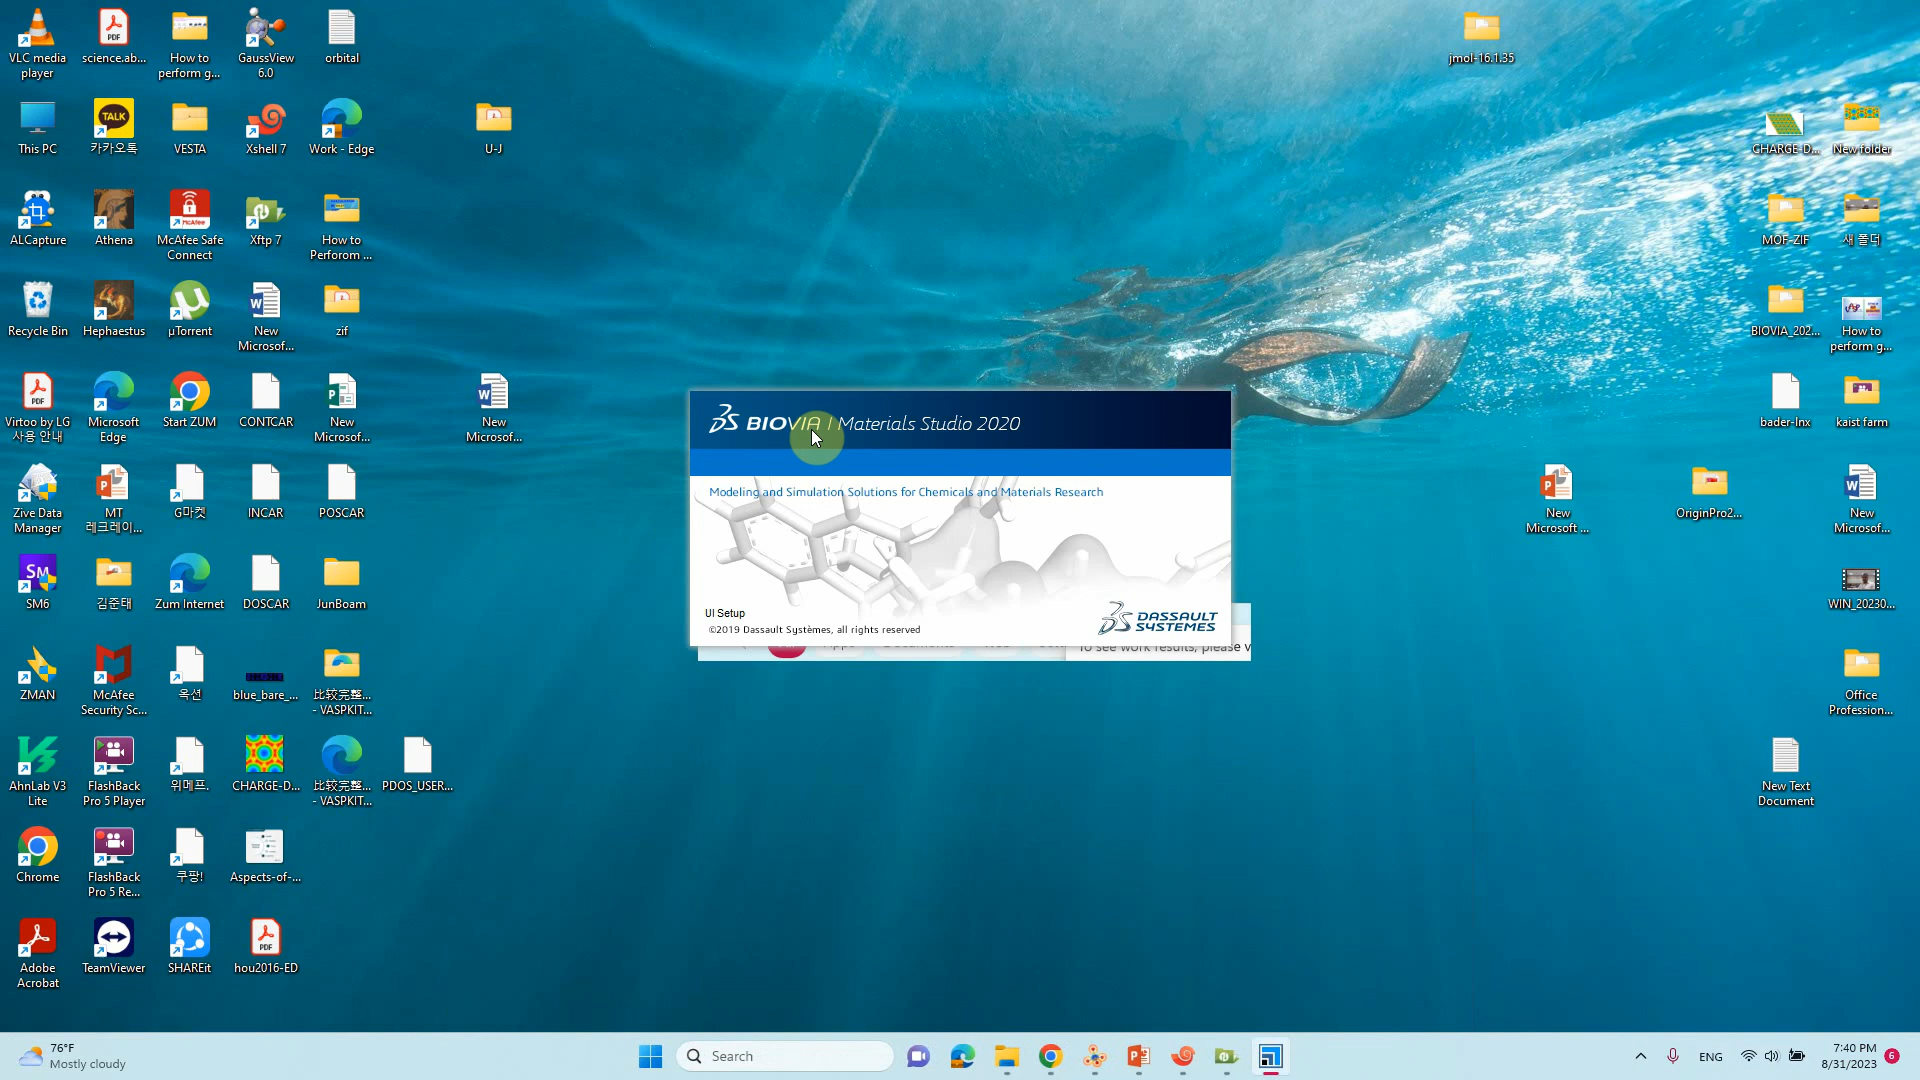 VLC media
player
science.ab...
How to
perform g...
GaussView
6.0
orbital
jmol-16.1.35
This PC
TALK
카카오톡
VESTA
Xshell 7
Work - Edge
U-J
CHARGE-D...
New folder
ALCapture
Athena
McAfee
McAfee Safe
Connect
Xftp 7
How to
Perforom ...
MOF-ZIF
새 폴더
Recycle Bin
Hephaestus
µTorrent
New
Microsof...
zif
BIOVIA_202...
How to
perform g...
Virtoo by LG
사용 안내
Microsoft
Edge
Start ZUM
CONTCAR
New
Microsof...
New
Microsof...
bader-lnx
kaist farm
BIOVIA | Materials Studio 2020
Modeling and Simulation Solutions for Chemicals and Materials Research
UI Setup
©2019 Dassault Systèmes, all rights reserved
DASSAULT
SYSTEMES
To see work results, please v
Zive Data
Manager
MT
레크레이...
G마켓
INCAR
POSCAR
New
Microsoft ...
OriginPro2...
New
Microsof...
SM
SM6
김준태
Zum Internet
DOSCAR
JunBoam
WIN_20230...
ZMAN
McAfee
Security Sc...
옥션
blue_bare_...
比较完整...
- VASPKIT...
Office
Profession...
AhnLab V3
Lite
FlashBack
Pro 5 Player
위메프.
CHARGE-D...
比较完整...
- VASPKIT...
PDOS_USER...
New Text
Document
Chrome
FlashBack
Pro 5 Re...
쿠팡!
Aspects-of-...
Adobe
Acrobat
TeamViewer
SHAREit
PDF
hou2016-ED
76°F
Mostly cloudy
Search
ENG
7:40 PM
8/31/2023
6